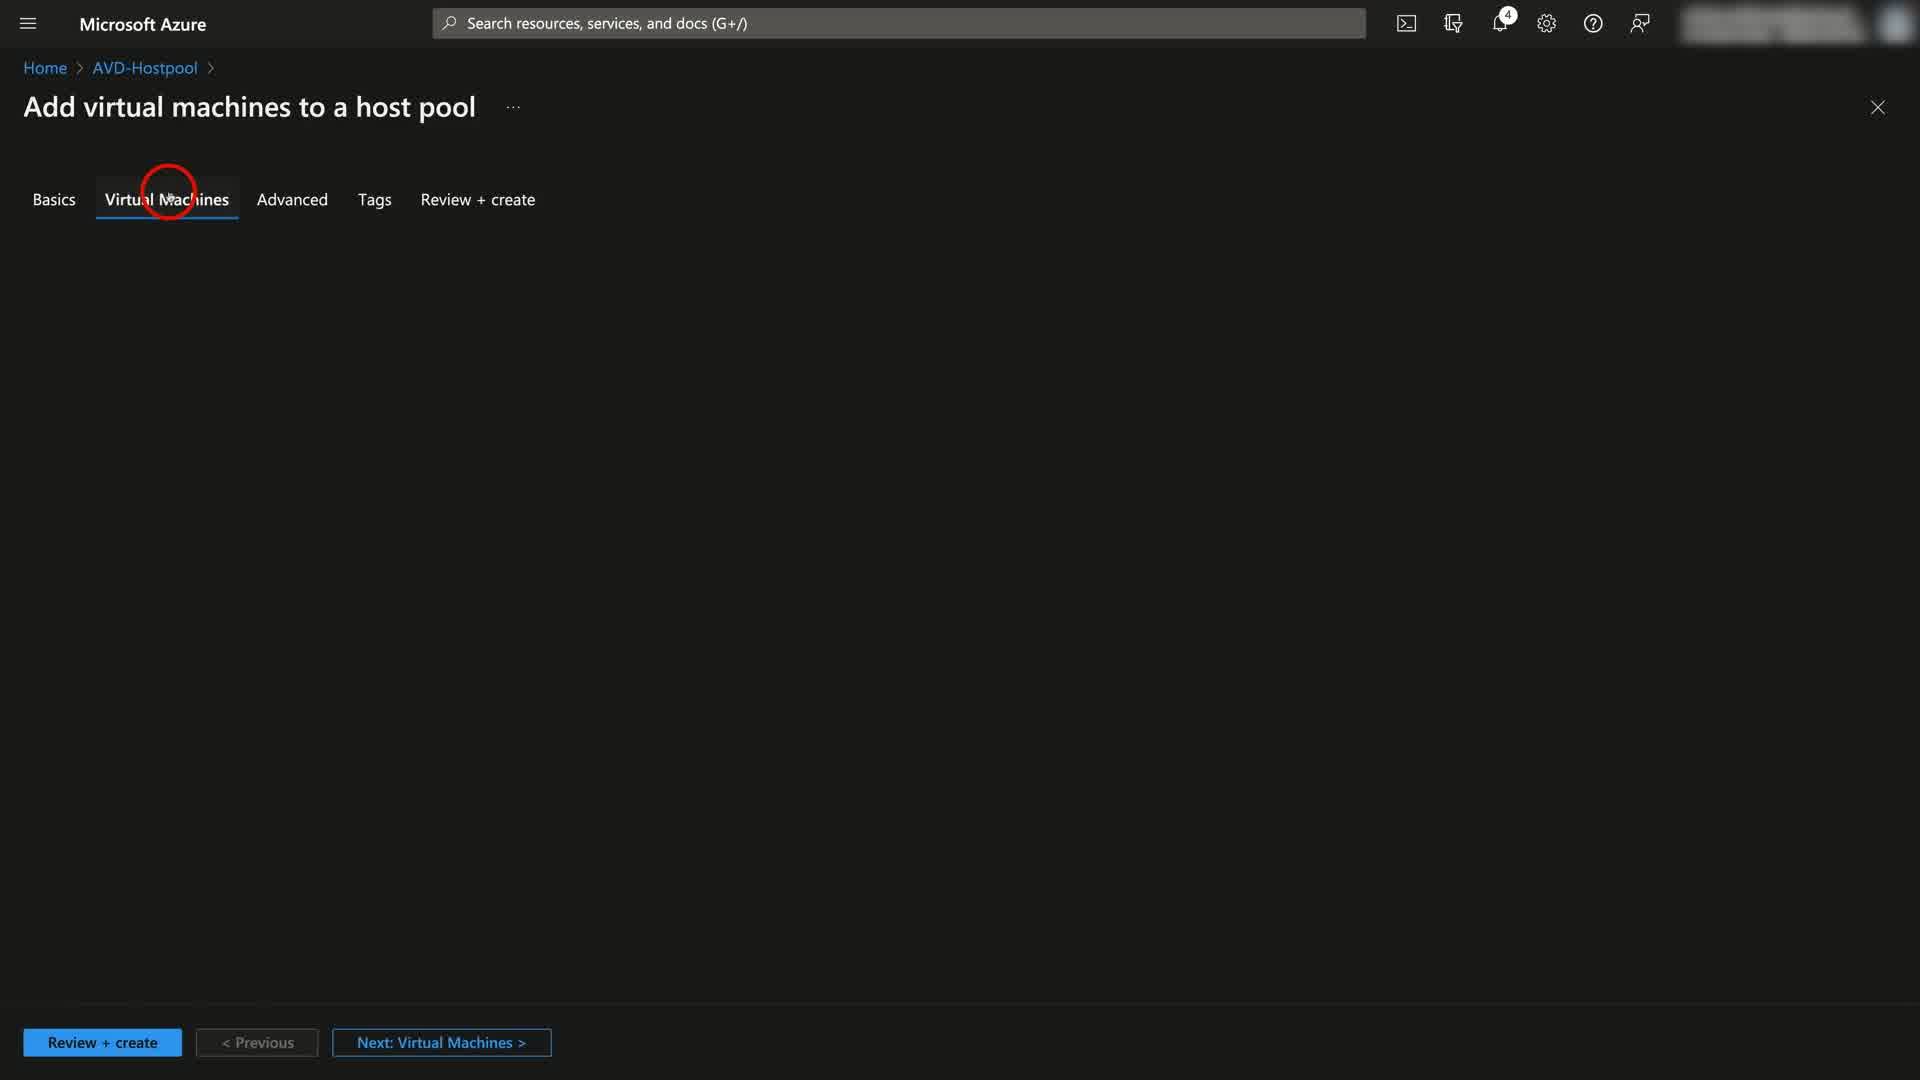 Microsoft Azure
Search resources, services, and docs (G+/)
4
Home > AVD-Hostpool >
Add virtual machines to a host pool ...
Basics Virtual Machines Advanced Tags Review + create
Review + create < Previous Next: Virtual Machines >